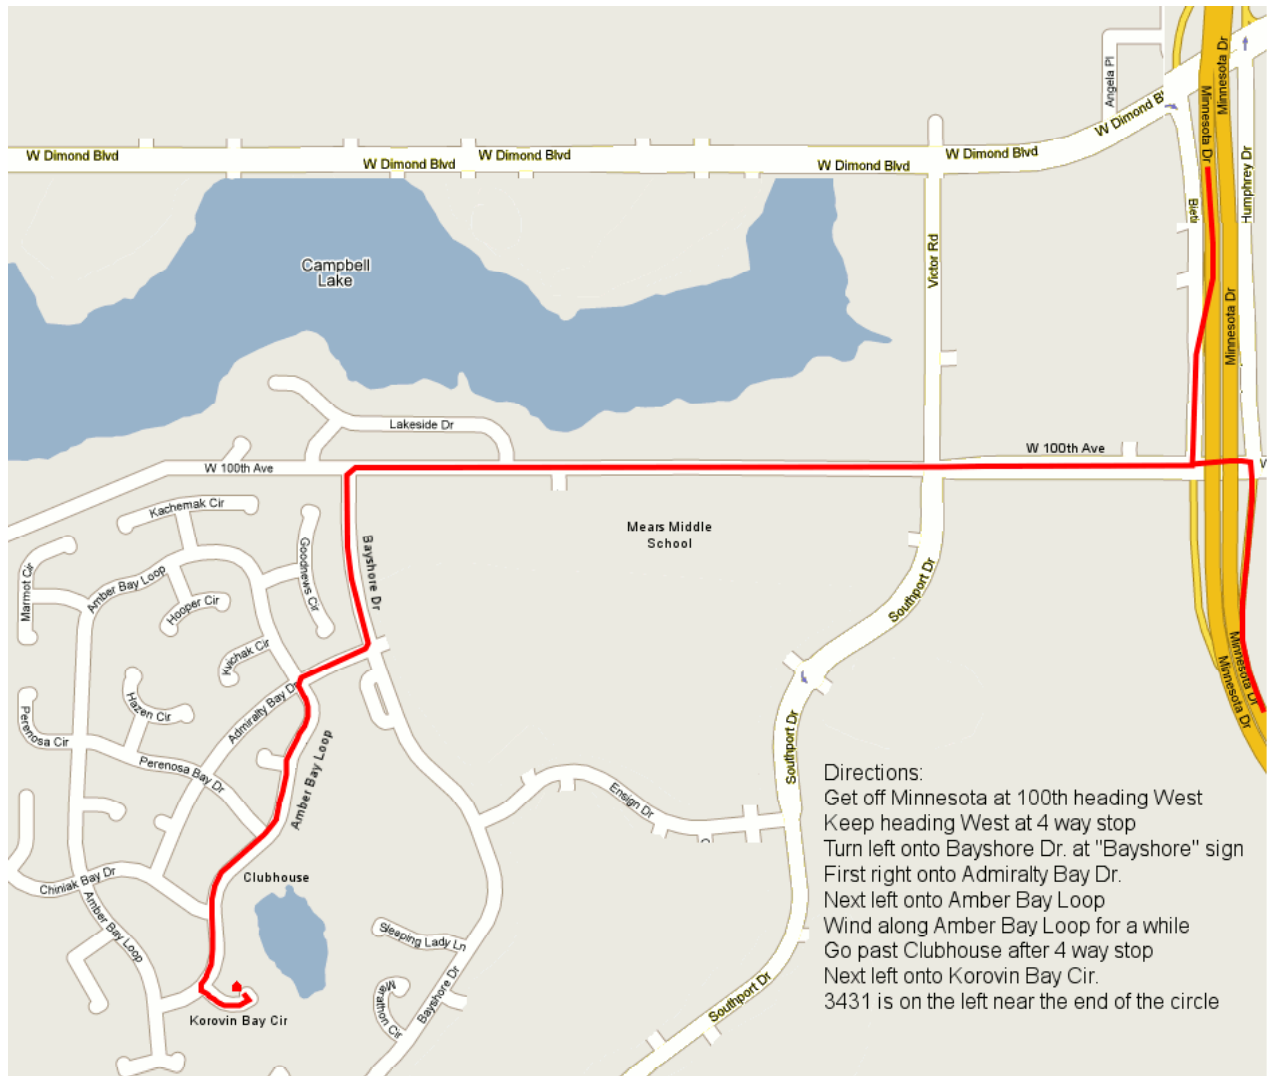 Minnesota Dr
Angela Pl
W Dimond Bl
Minnesota Dr
W Dimond Blvd
W Dimond Blvd
W Dimond Blvd
W Dimond Blvd
W Dimond Blvd
Humphrey Dr
Victor Rd
Campbell
Lake
Minnesota Dr
Lakeside Dr
W 100th Ave
W 100th Ave
W
Kachemak Cir
Mears Middle
School
Goodnews Cir
Bayshore Dr
Marmot Cir
Amber Bay Loop
Hooper Cir
Southport Dr
Kvichak Cir
Minnesota Dr
Minnesota Dr
Hazen Cir
Admiralty Bay Dr
Perenosa Cir
Perenosa Bay Dr
Amber Bay Loop
Southport Dr
Ensign Dr
Directions:
Get off Minnesota at 100th heading West
Keep heading West at 4 way stop
Turn left onto Bayshore Dr. at "Bayshore" sign
First right onto Admiralty Bay Dr.
Next left onto Amber Bay Loop
Wind along Amber Bay Loop for a while
Go past Clubhouse after 4 way stop
Next left onto Korovin Bay Cir.
3431 is on the left near the end of the circle
Chiniak Bay Dr
Clubhouse
Amber Bay Loop
Sleeping Lady Ln
Bayshore Dr
Marathon Cir
Southport Dr
Korovin Bay Cir